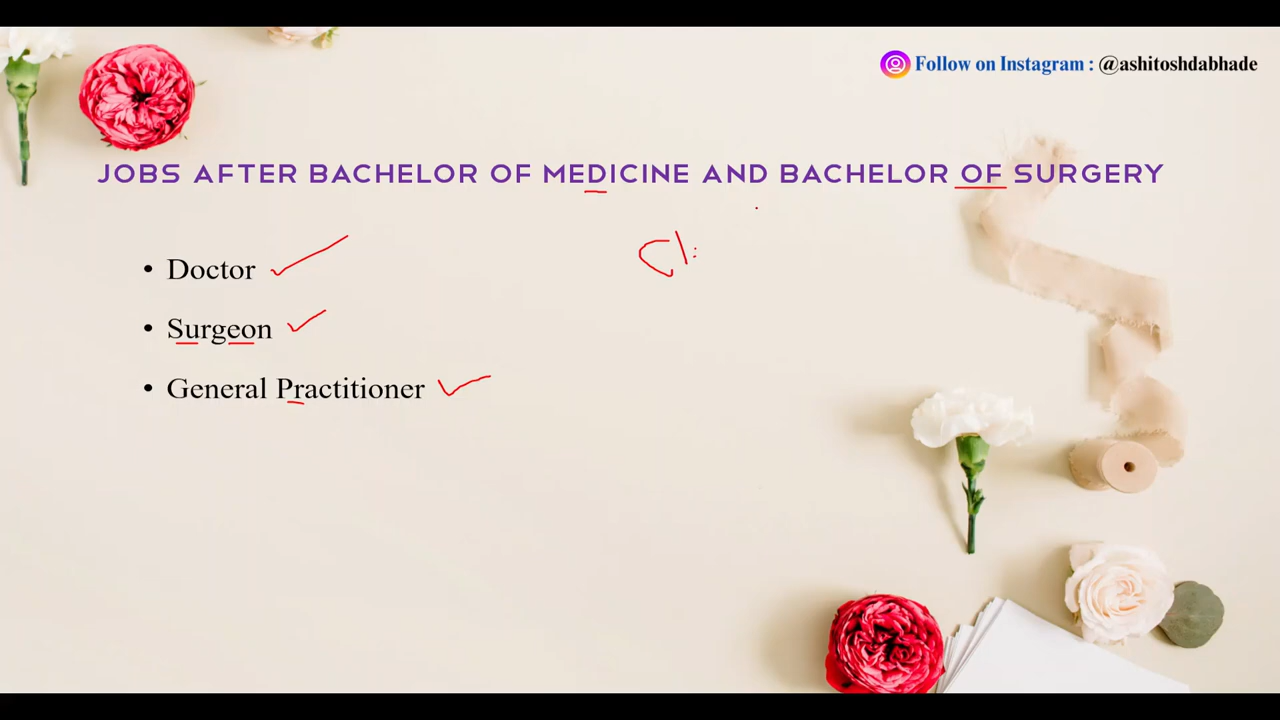 Follow on Instagram : @ashitoshdabhade
JOBS AFTER BACHELOR OF MEDICINE AND BACHELOR OF SURGERY
• Doctor
• Surgeon
• General Practitioner